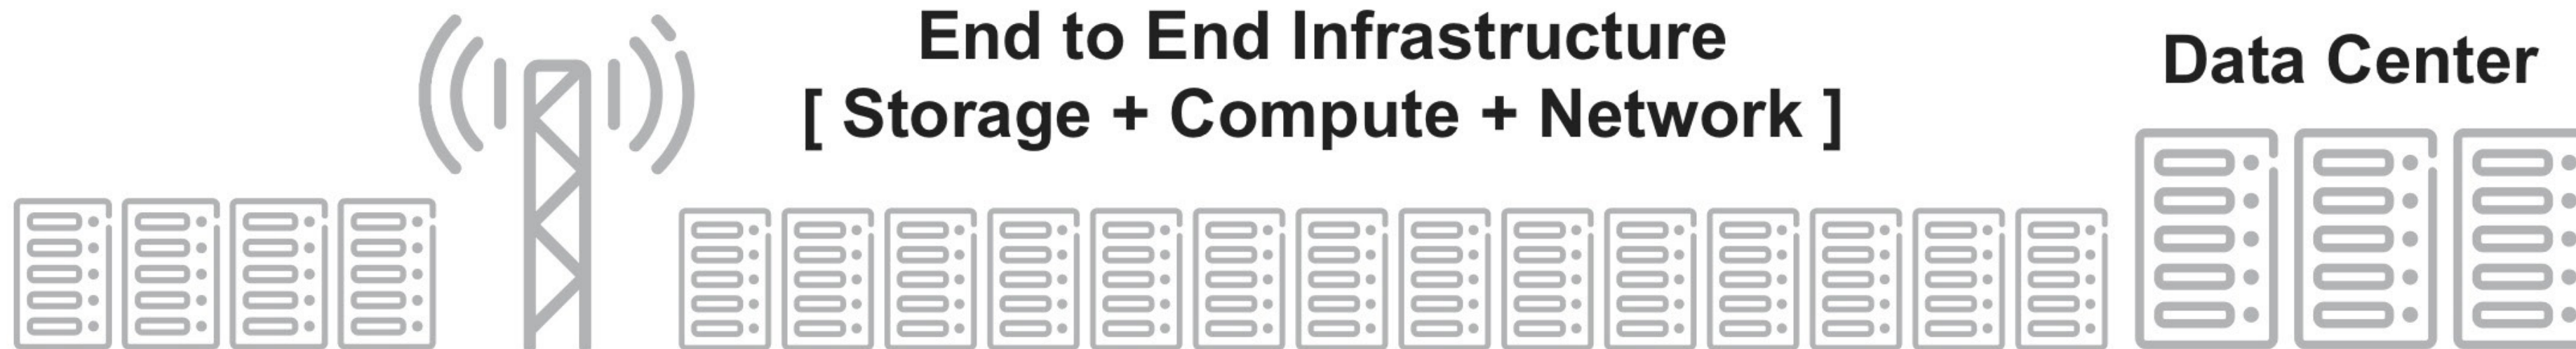 End to End Infrastructure
[ Storage + Compute + Network ]
Data Center